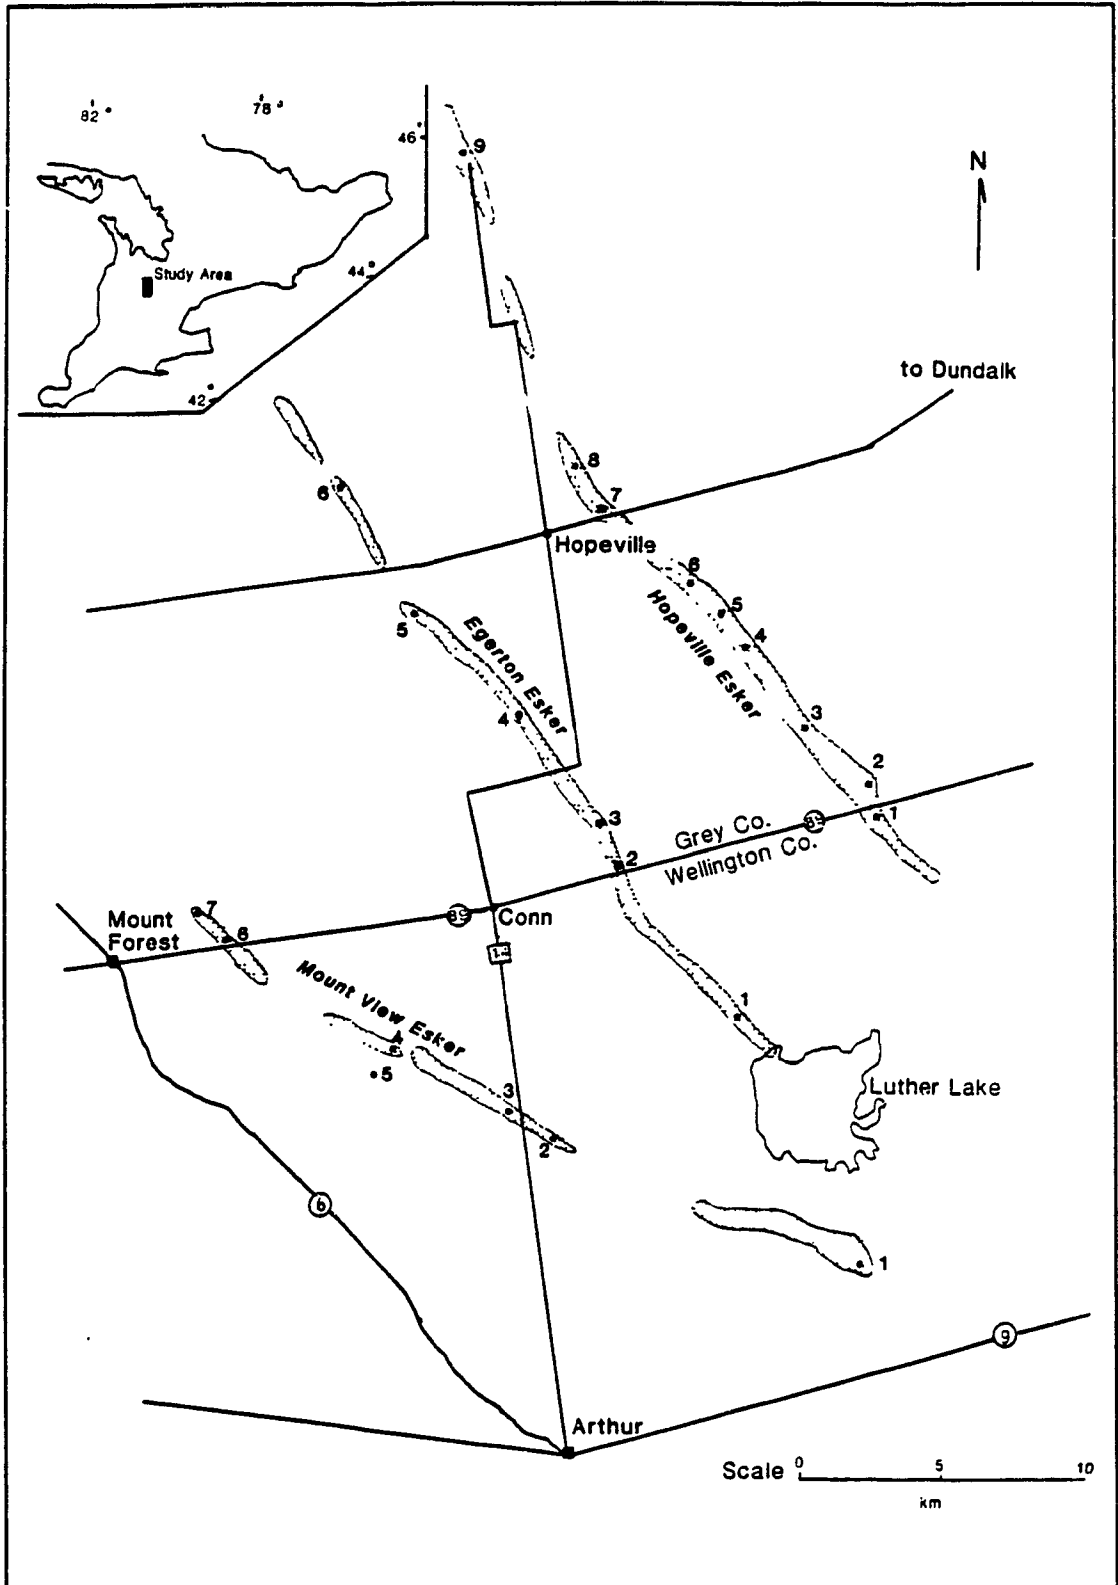 82°
78°
46°
Study Area
44°
42°
N
9
to Dundalk
8
7
6
Hopeville
6
5
4
Hopeville Esker
5
Egerton Esker
4
3
2
3
Grey Co.
89
1
2
Wellington Co.
7
Mount
Forest
6
89
Conn
14
Mount View Esker
4
5
1
3
2
Luther Lake
6
1
9
Arthur
Scale 0 5 10
km